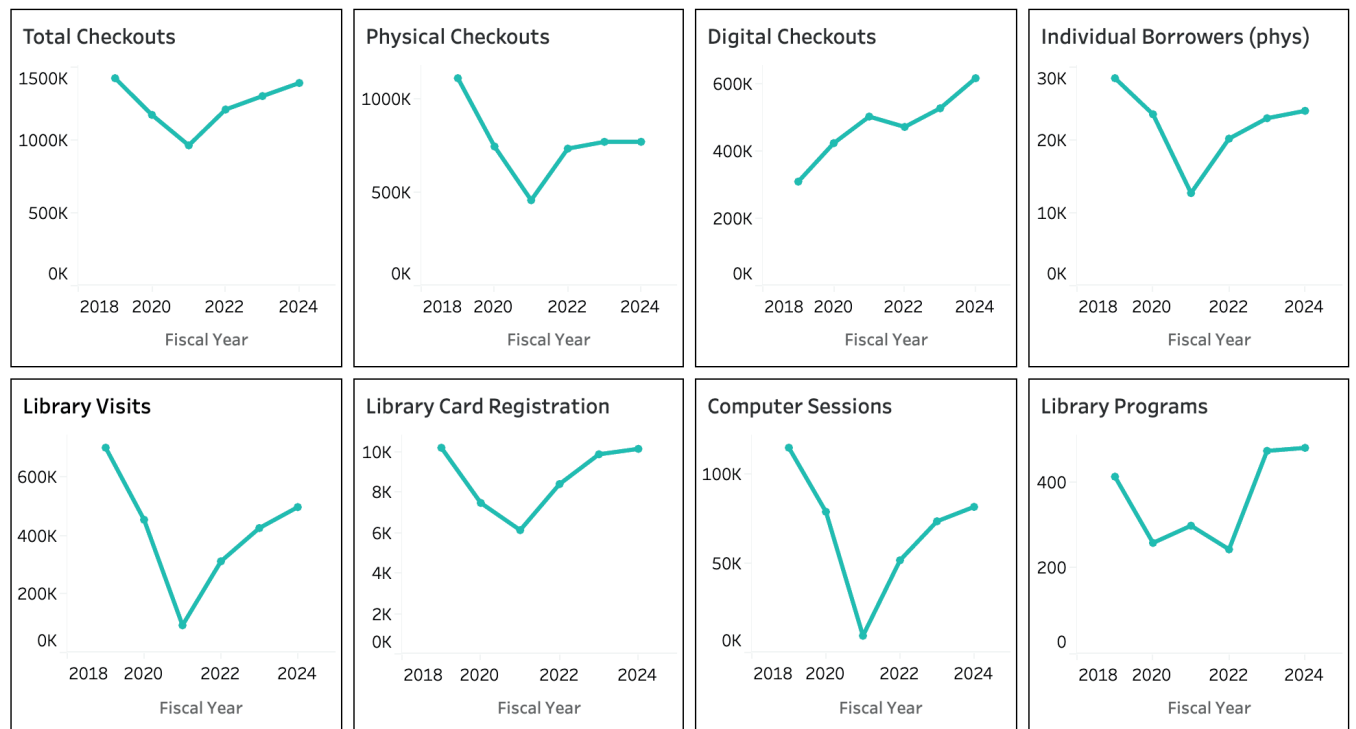 Total Checkouts
1500K
1000K
500K
0K
2018 2020 2022 2024
Fiscal Year
Physical Checkouts
1000K
500K
0K
2018 2020 2022 2024
Fiscal Year
Digital Checkouts
600K
400K
200K
0K
2018 2020 2022 2024
Fiscal Year
Individual Borrowers (phys)
30K
20K
10K
0K
2018 2020 2022 2024
Fiscal Year
Library Visits
600K
400K
200K
0K
2018 2020 2022 2024
Fiscal Year
Library Card Registration
10K
8K
6K
4K
2K
0K
2018 2020 2022 2024
Fiscal Year
Computer Sessions
100K
50K
0K
2018 2020 2022 2024
Fiscal Year
Library Programs
400
200
0
2018 2020 2022 2024
Fiscal Year